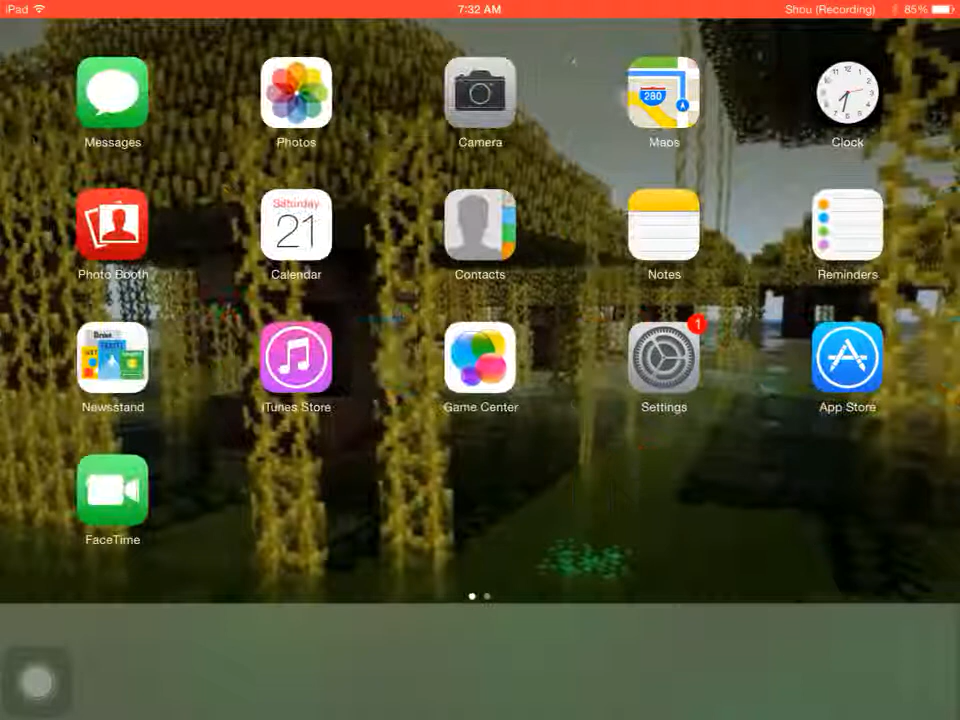 iPad 7:32 AM Shou (Recording) 85%
Messages Photos Camera Maps Clock
280
Saturday
21
Photo Booth Calendar Contacts Notes Reminders
1
Newsstand iTunes Store Game Center Settings App Store
FaceTime